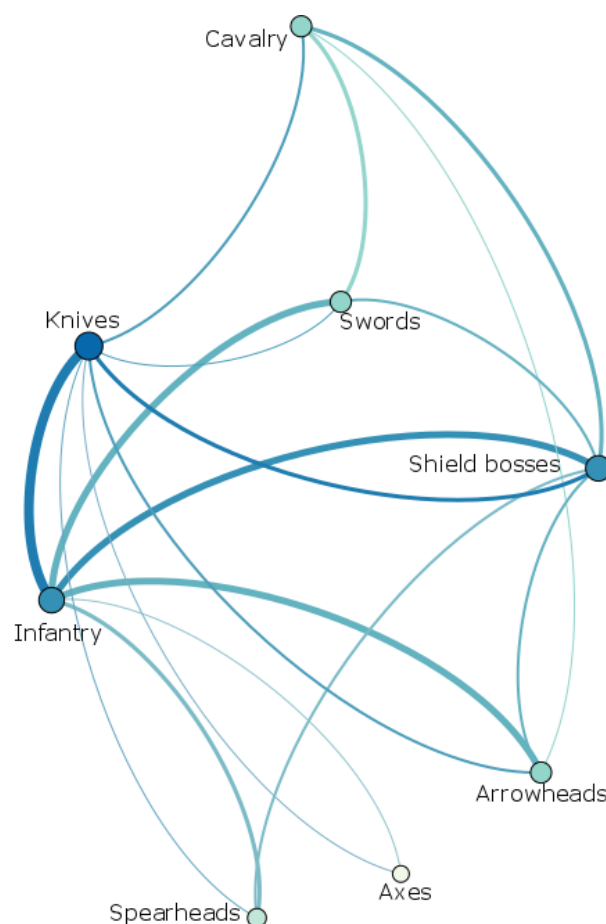 Cavalry
Knives
Swords
Shield bosses
Infantry
Arrowheads
Axes
Spearheads